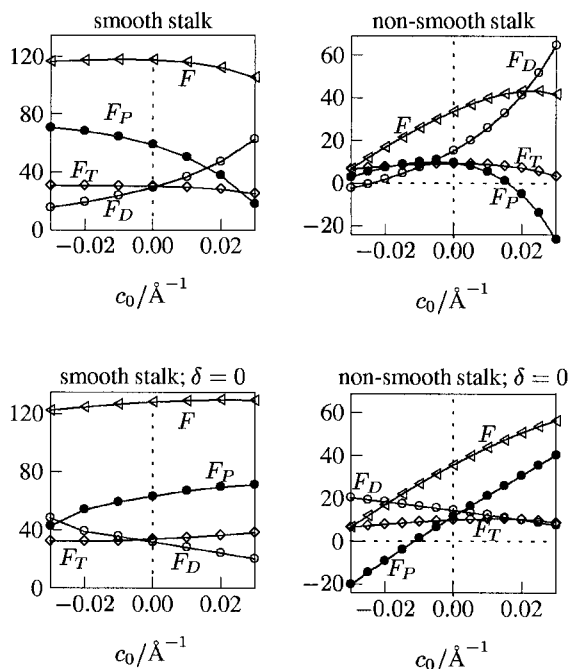 smooth stalk
120
80
40
0
F
F_P
F_T
F_D
−0.02 0.00 0.02
c_0/Å^{−1}
non-smooth stalk
60
40
20
0
−20
F_D
F
F_T
F_P
−0.02 0.00 0.02
c_0/Å^{−1}
smooth stalk; δ = 0
120
80
40
0
F
F_P
F_T
F_D
−0.02 0.00 0.02
c_0/Å^{−1}
non-smooth stalk; δ = 0
60
40
20
0
−20
F
F_D
F_T
F_P
−0.02 0.00 0.02
c_0/Å^{−1}